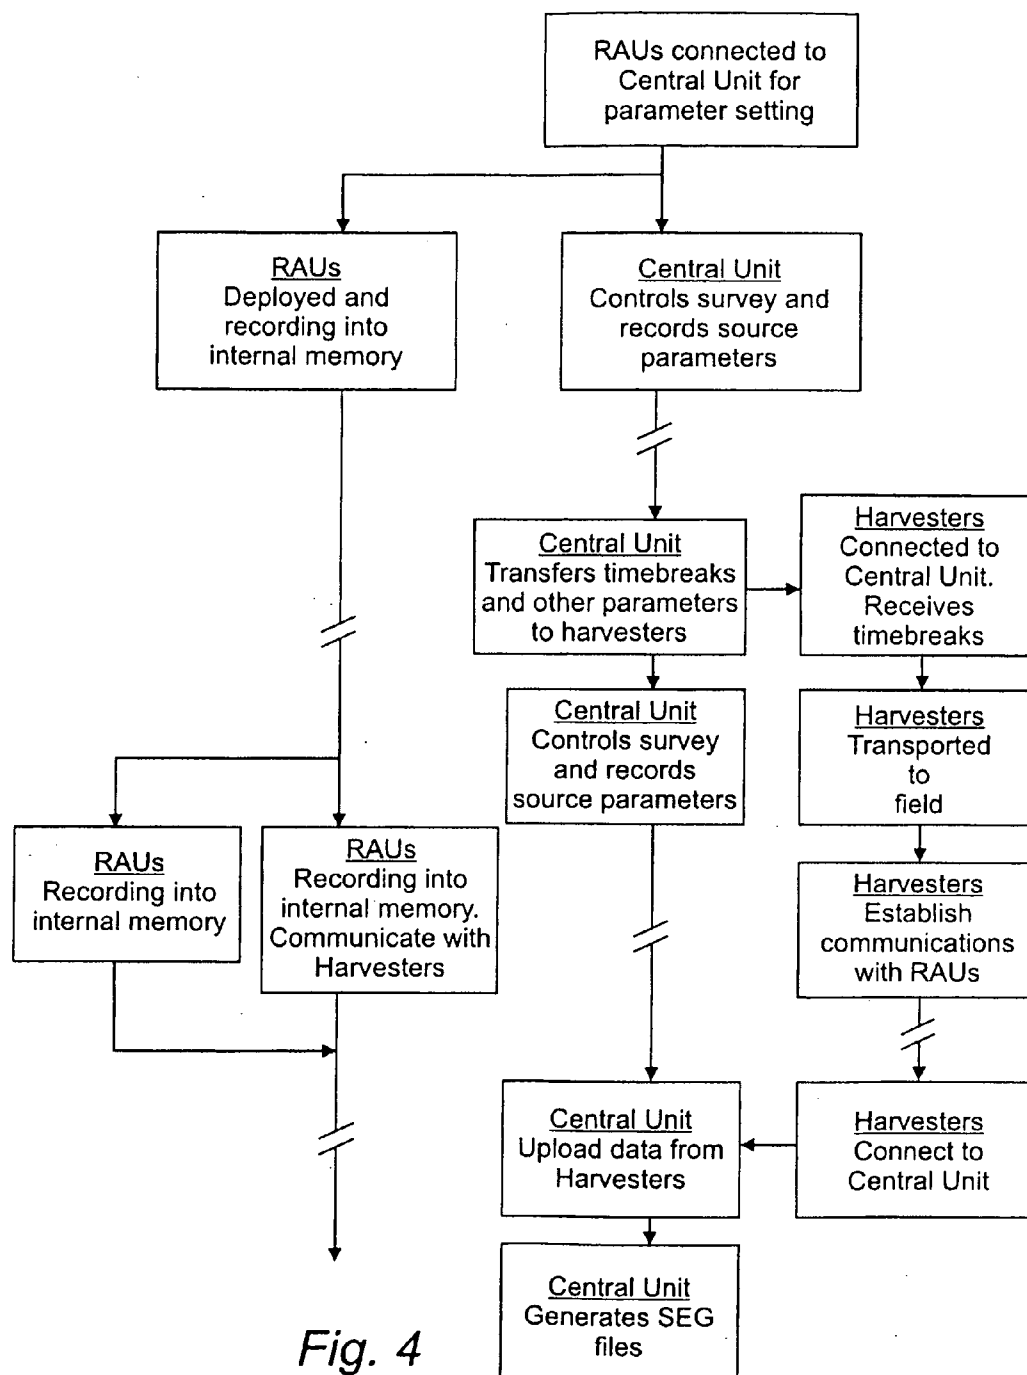 RAUs connected to
Central Unit for
parameter setting
RAUs
Deployed and
recording into
internal memory
Central Unit
Controls survey and
records source
parameters
Central Unit
Transfers timebreaks
and other parameters
to harvesters
Harvesters
Connected to
Central Unit.
Receives
timebreaks
Central Unit
Controls survey
and records
source parameters
Harvesters
Transported
to
field
RAUs
Recording into
internal memory
RAUs
Recording into
internal memory.
Communicate with
Harvesters
Harvesters
Establish
communications
with RAUs
Central Unit
Upload data from
Harvesters
Harvesters
Connect to
Central Unit
Central Unit
Generates SEG
files
Fig. 4